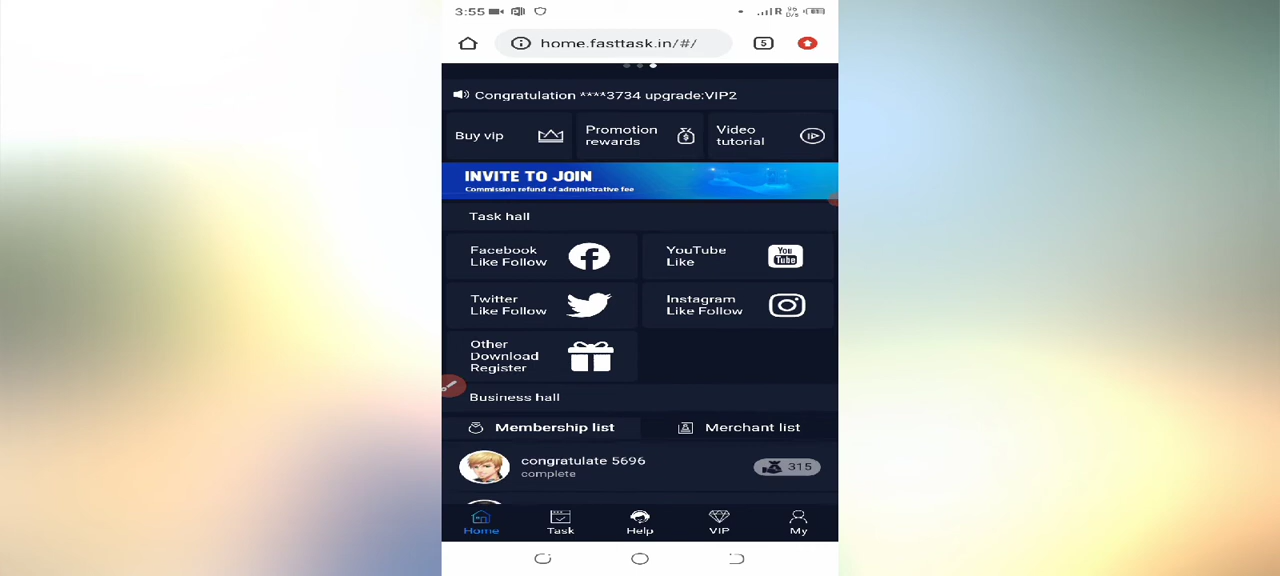 3:55
R
home.fasttask.in/#/
5
Congratulation ****3734 upgrade:VIP2
Buy vip
Promotion
rewards
Video
tutorial
INVITE TO JOIN
Commission refund of administrative fee
Task hall
Facebook
Like Follow
YouTube
Like
You
Tube
Twitter
Like Follow
Instagram
Like Follow
Other
Download
Register
Business hall
Membership list
Merchant list
congratulate 5696
complete
315
Home
Task
Help
VIP
My